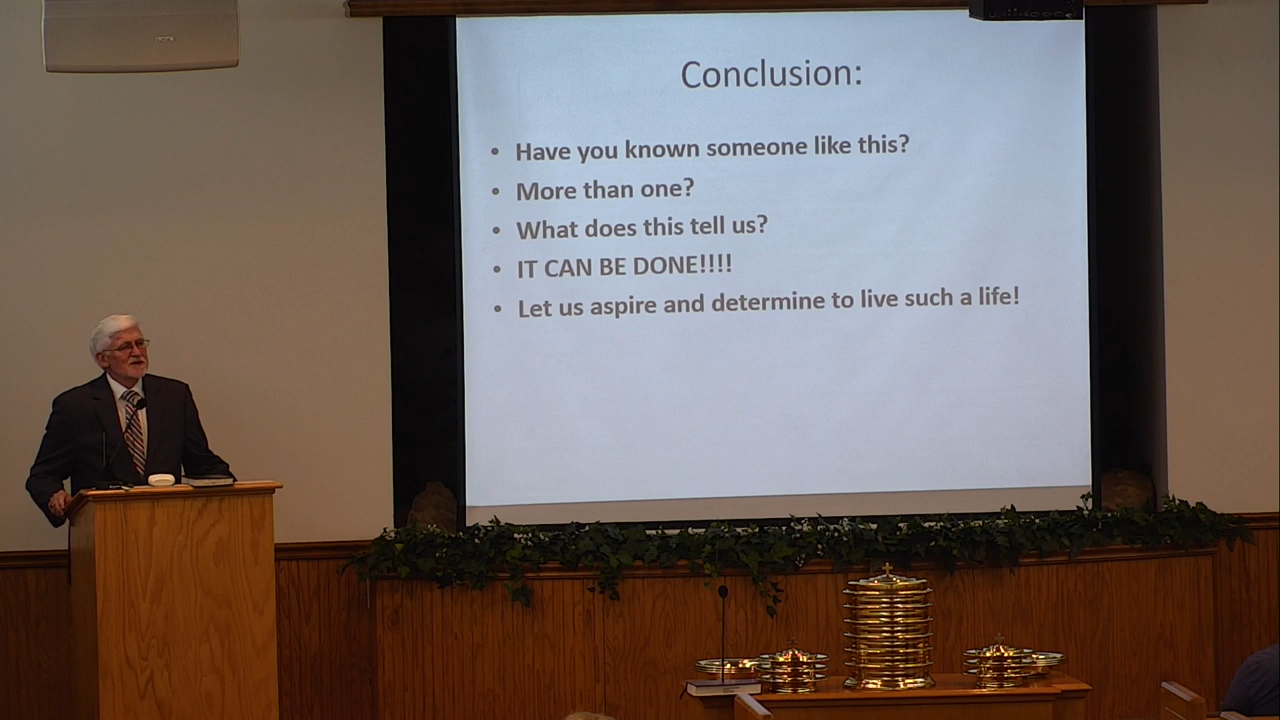 Conclusion:
• Have you known someone like this?
• More than one?
• What does this tell us?
• IT CAN BE DONE!!!!
• Let us aspire and determine to live such a life!